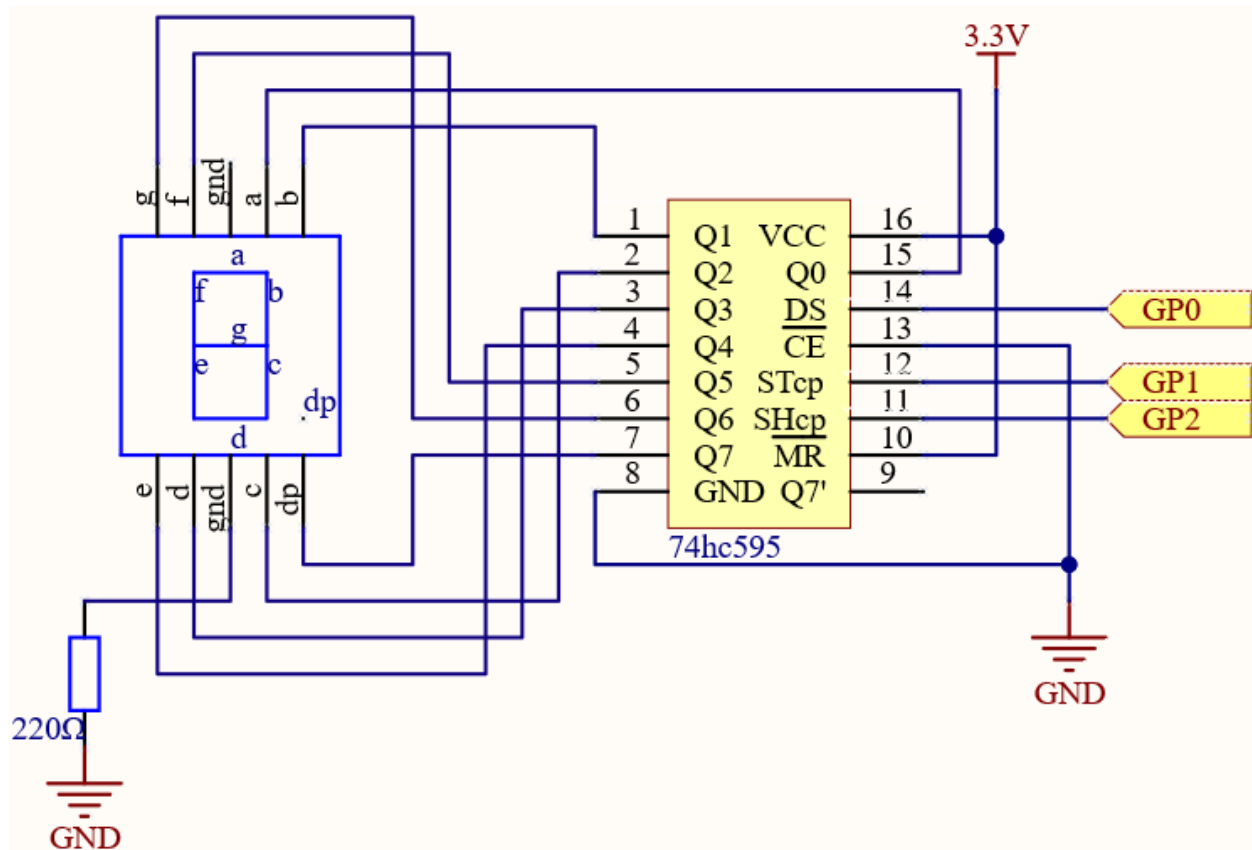 3.3V
g f gnd a b
a
f b
g
e c
dp
d
e d gnd c dp
220Ω
GND
1 Q1 VCC 16
2 Q2 Q0 15
3 Q3 DS 14 GP0
4 Q4 CE 13
5 Q5 STcp 12 GP1
6 Q6 SHcp 11 GP2
7 Q7 MR 10
8 GND Q7' 9
74hc595
GND